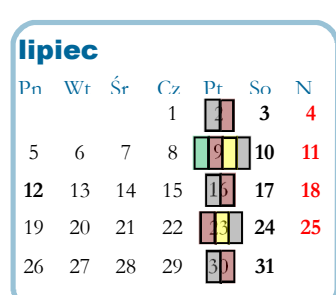 lipiec
Pn Wt Śr Cz Pt So N
1 2 3 4
5 6 7 8 9 10 11
12 13 14 15 16 17 18
19 20 21 22 23 24 25
26 27 28 29 30 31